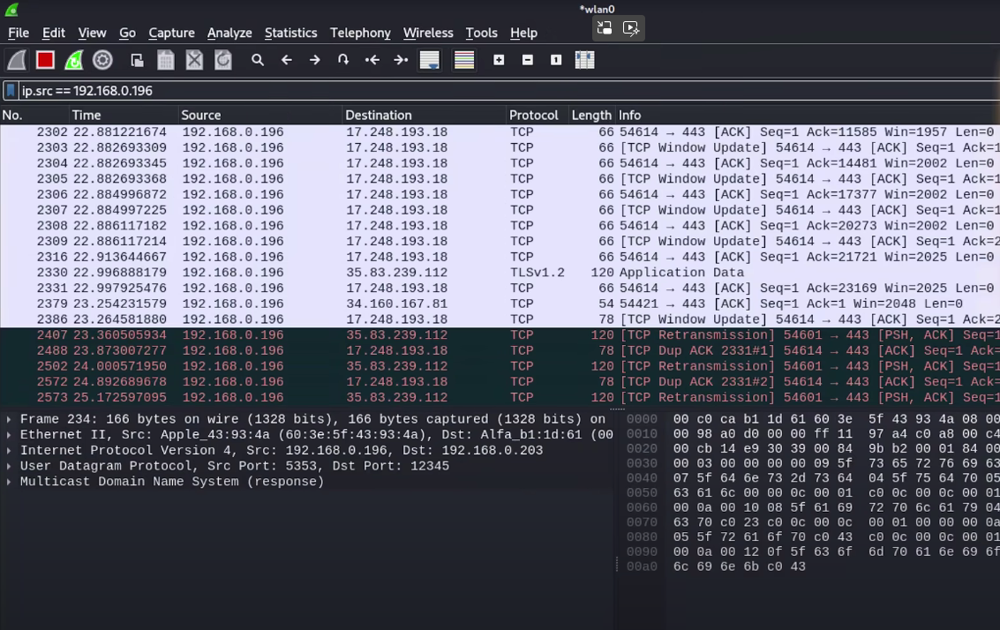 *wlan0
File Edit View Go Capture Analyze Statistics Telephony Wireless Tools Help
ip.src == 192.168.0.196
No. Time Source Destination Protocol Length Info
2302 22.881221674 192.168.0.196 17.248.193.18 TCP 66 54614 → 443 [ACK] Seq=1 Ack=11585 Win=1957 Len=0
2303 22.882693309 192.168.0.196 17.248.193.18 TCP 66 [TCP Window Update] 54614 → 443 [ACK] Seq=1 Ack=1
2304 22.882693345 192.168.0.196 17.248.193.18 TCP 66 54614 → 443 [ACK] Seq=1 Ack=14481 Win=2002 Len=0
2305 22.882693368 192.168.0.196 17.248.193.18 TCP 66 [TCP Window Update] 54614 → 443 [ACK] Seq=1 Ack=1
2306 22.884996872 192.168.0.196 17.248.193.18 TCP 66 54614 → 443 [ACK] Seq=1 Ack=17377 Win=2002 Len=0
2307 22.884997225 192.168.0.196 17.248.193.18 TCP 66 [TCP Window Update] 54614 → 443 [ACK] Seq=1 Ack=1
2308 22.886117182 192.168.0.196 17.248.193.18 TCP 66 54614 → 443 [ACK] Seq=1 Ack=20273 Win=2002 Len=0
2309 22.886117214 192.168.0.196 17.248.193.18 TCP 66 [TCP Window Update] 54614 → 443 [ACK] Seq=1 Ack=2
2316 22.913644667 192.168.0.196 17.248.193.18 TCP 66 54614 → 443 [ACK] Seq=1 Ack=21721 Win=2025 Len=0
2330 22.996888179 192.168.0.196 35.83.239.112 TLSv1.2 120 Application Data
2331 22.997925476 192.168.0.196 17.248.193.18 TCP 66 54614 → 443 [ACK] Seq=1 Ack=23169 Win=2025 Len=0
2379 23.254231579 192.168.0.196 34.160.167.81 TCP 54 54421 → 443 [ACK] Seq=1 Ack=1 Win=2048 Len=0
2386 23.264581880 192.168.0.196 17.248.193.18 TCP 78 [TCP Window Update] 54614 → 443 [ACK] Seq=1 Ack=2
2407 23.360505934 192.168.0.196 35.83.239.112 TCP 120 [TCP Retransmission] 54601 → 443 [PSH, ACK] Seq=1
2488 23.873007277 192.168.0.196 17.248.193.18 TCP 78 [TCP Dup ACK 2331#1] 54614 → 443 [ACK] Seq=1 Ack=
2502 24.000571950 192.168.0.196 35.83.239.112 TCP 120 [TCP Retransmission] 54601 → 443 [PSH, ACK] Seq=1
2572 24.892689678 192.168.0.196 17.248.193.18 TCP 78 [TCP Dup ACK 2331#2] 54614 → 443 [ACK] Seq=1 Ack=
2573 25.172597095 192.168.0.196 35.83.239.112 TCP 120 [TCP Retransmission] 54601 → 443 [PSH, ACK] Seq=1
Frame 234: 166 bytes on wire (1328 bits), 166 bytes captured (1328 bits) on
Ethernet II, Src: Apple_43:93:4a (60:3e:5f:43:93:4a), Dst: Alfa_b1:1d:61 (00
Internet Protocol Version 4, Src: 192.168.0.196, Dst: 192.168.0.203
User Datagram Protocol, Src Port: 5353, Dst Port: 12345
Multicast Domain Name System (response)
0000 00 c0 ca b1 1d 61 60 3e 5f 43 93 4a 08 00
0010 00 98 a0 d0 00 00 ff 11 97 a4 c0 a8 00 c4
0020 00 cb 14 e9 30 39 00 84 9b b2 00 01 84 00
0030 00 03 00 00 00 00 09 5f 73 65 72 76 69 63
0040 07 5f 64 6e 73 2d 73 64 04 5f 75 64 70 05
0050 63 61 6c 00 00 0c 00 01 c0 0c 00 0c 00 01
0060 00 0a 00 10 08 5f 61 69 72 70 6c 61 79 04
0070 63 70 c0 23 c0 0c 00 0c 00 01 00 00 00 0a
0080 05 5f 72 61 6f 70 c0 43 c0 0c 00 0c 00 01
0090 00 0a 00 12 0f 5f 63 6f 6d 70 61 6e 69 6f
00a0 6c 69 6e 6b c0 43